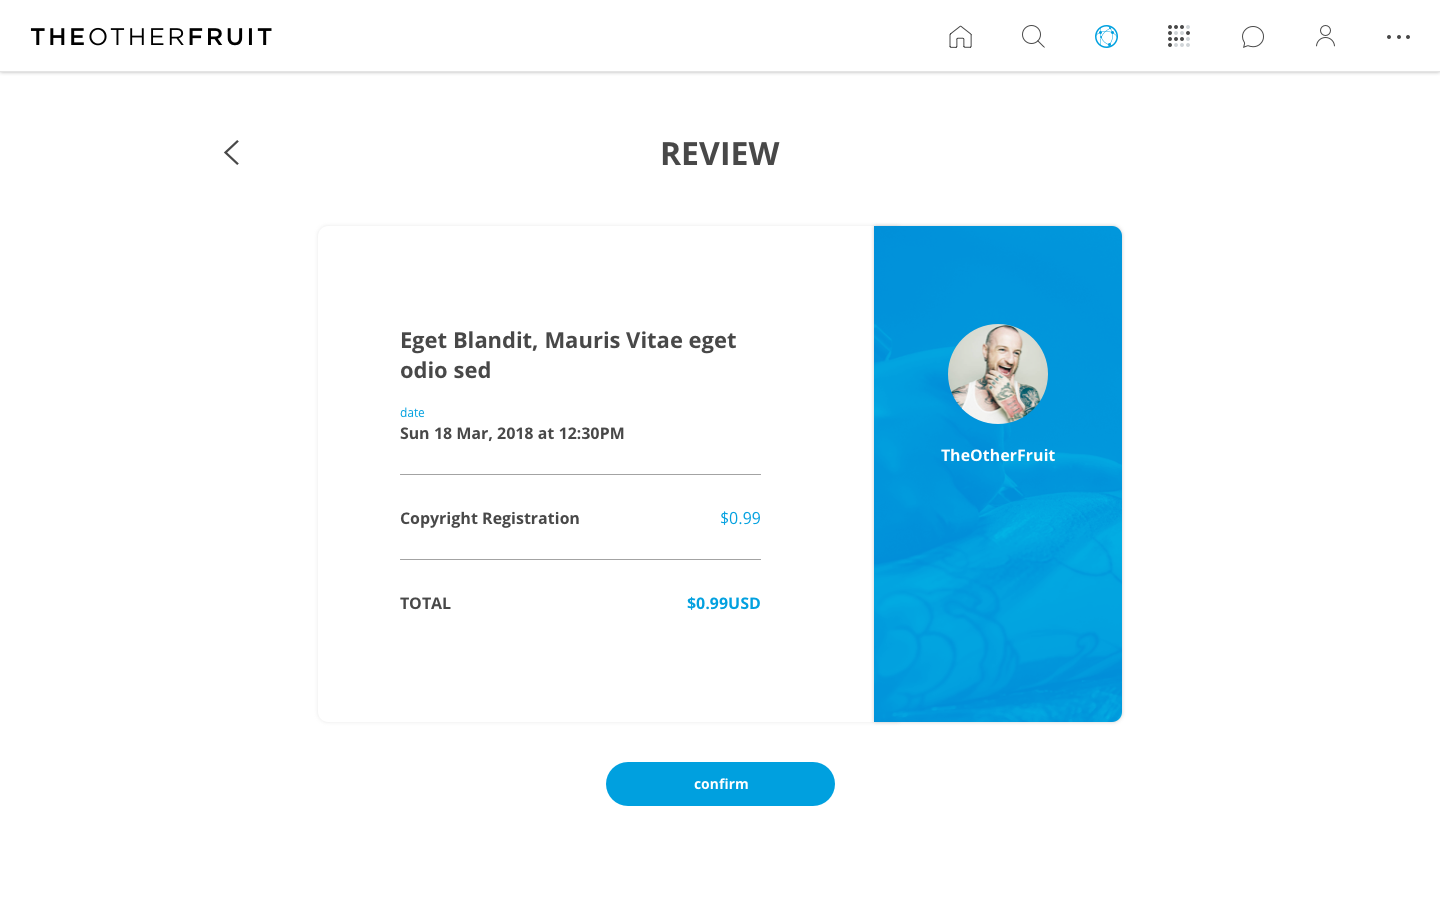 THEOTHERFRUIT
REVIEW
Eget Blandit, Mauris Vitae eget
odio sed
date
Sun 18 Mar, 2018 at 12:30PM
Copyright Registration $0.99
TOTAL $0.99USD
TheOtherFruit
confirm